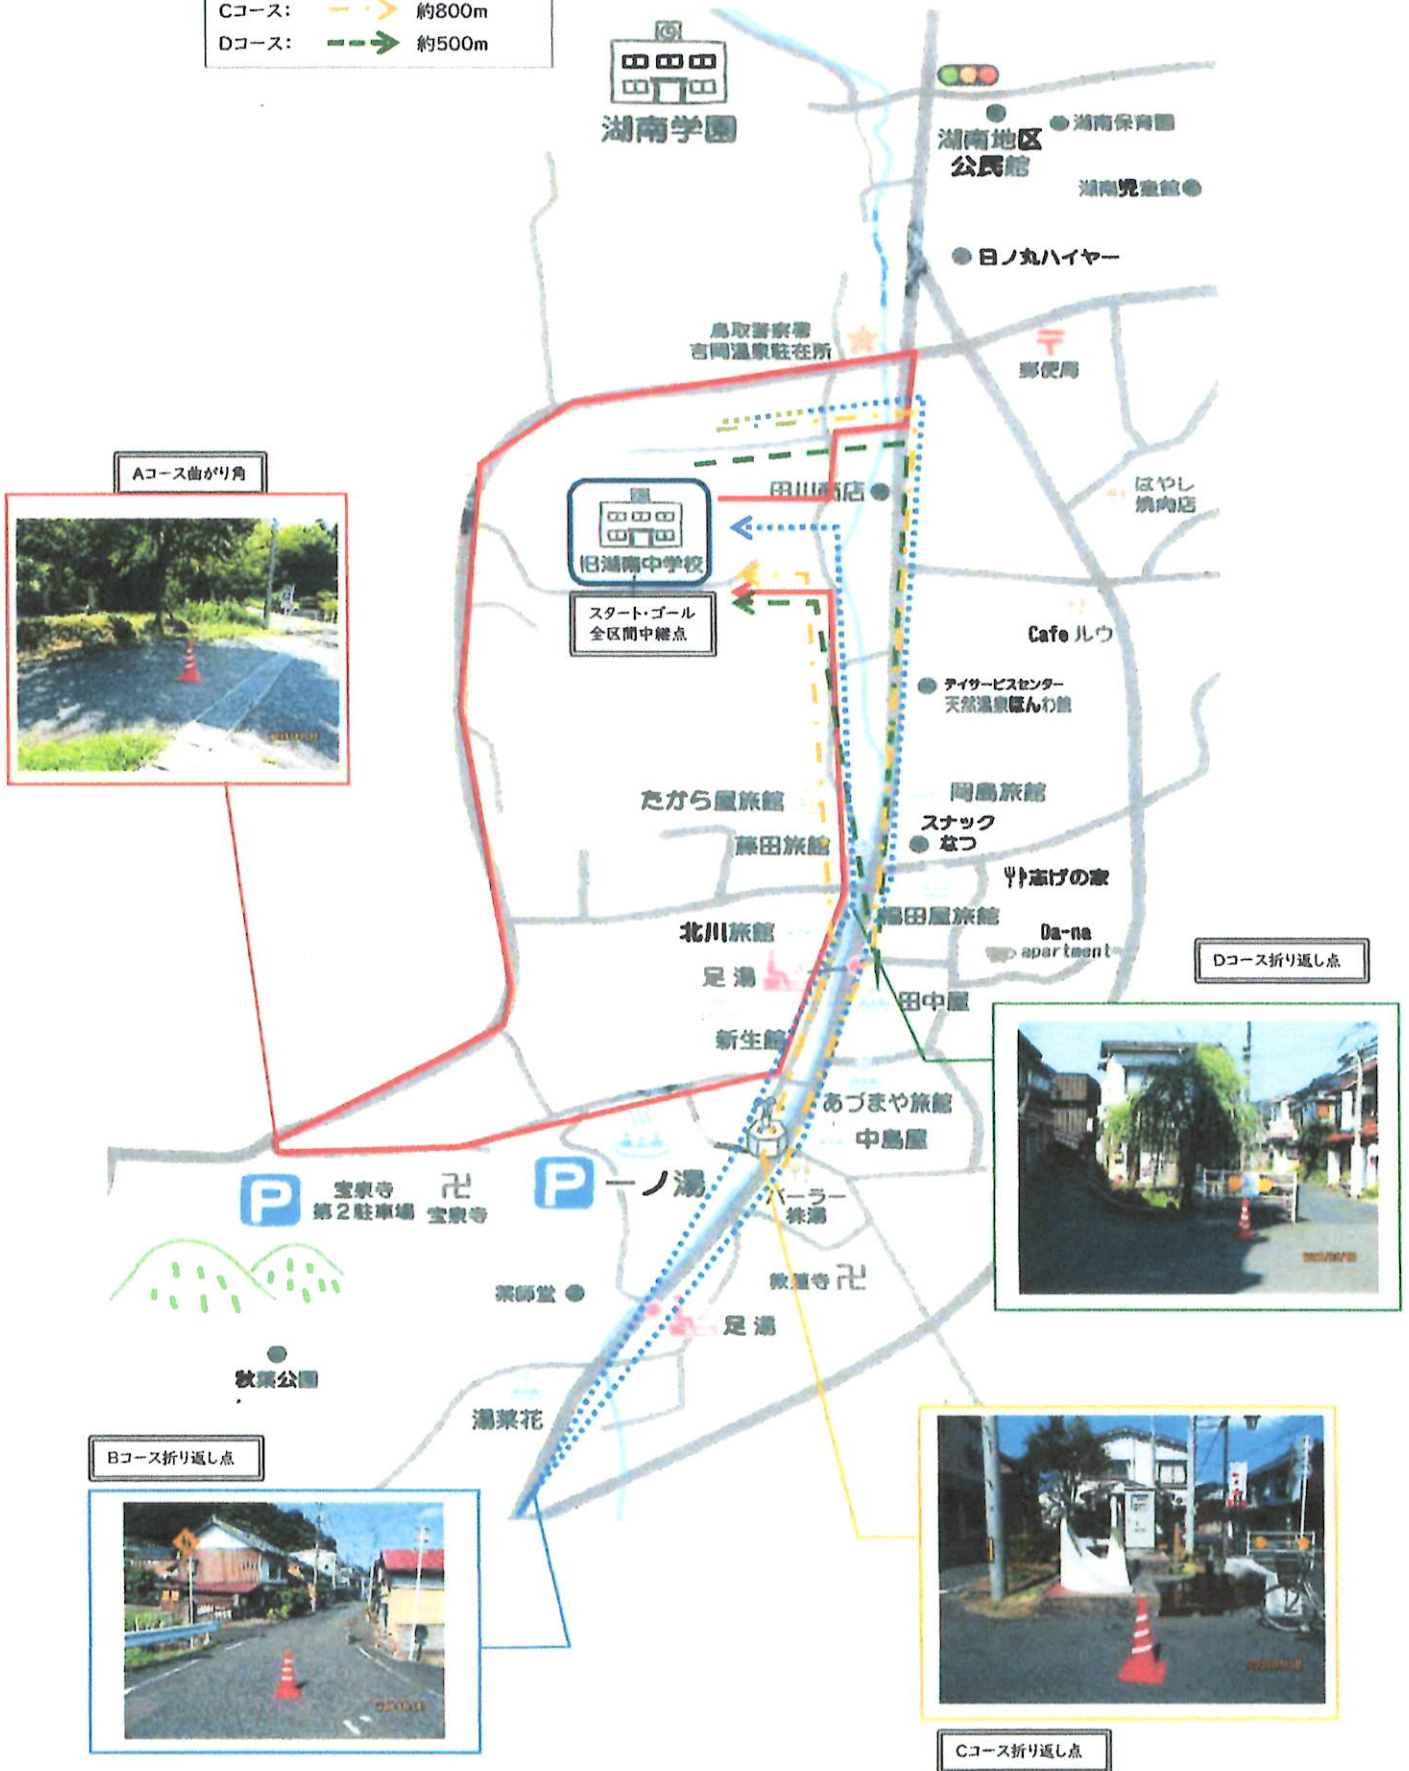 Cコース： 約800m
Dコース： 約500m
湖南学園
湖南地区
公民館
湖南保育園
湖南児童館
日ノ丸ハイヤー
鳥取警察署
吉岡温泉駐在所
郵便局
Aコース曲がり角
田川商店
はやし
焼肉店
旧湖南中学校
スタート・ゴール
全区間中継点
Cafe ルウ
デイサービスセンター
天然温泉ほんわ館
たから屋旅館
岡島旅館
スナック
なつ
藤田旅館
志げの家
福田屋旅館
北川旅館
Da-na
apartment
Dコース折り返し点
足湯
田中屋
新生館
あづまや旅館
中島屋
P
宝泉寺
第2駐車場
宝泉寺
P
一ノ湯
パーラー
株湯
薬師堂
足湯
秋葉公園
湯菜花
Bコース折り返し点
Cコース折り返し点